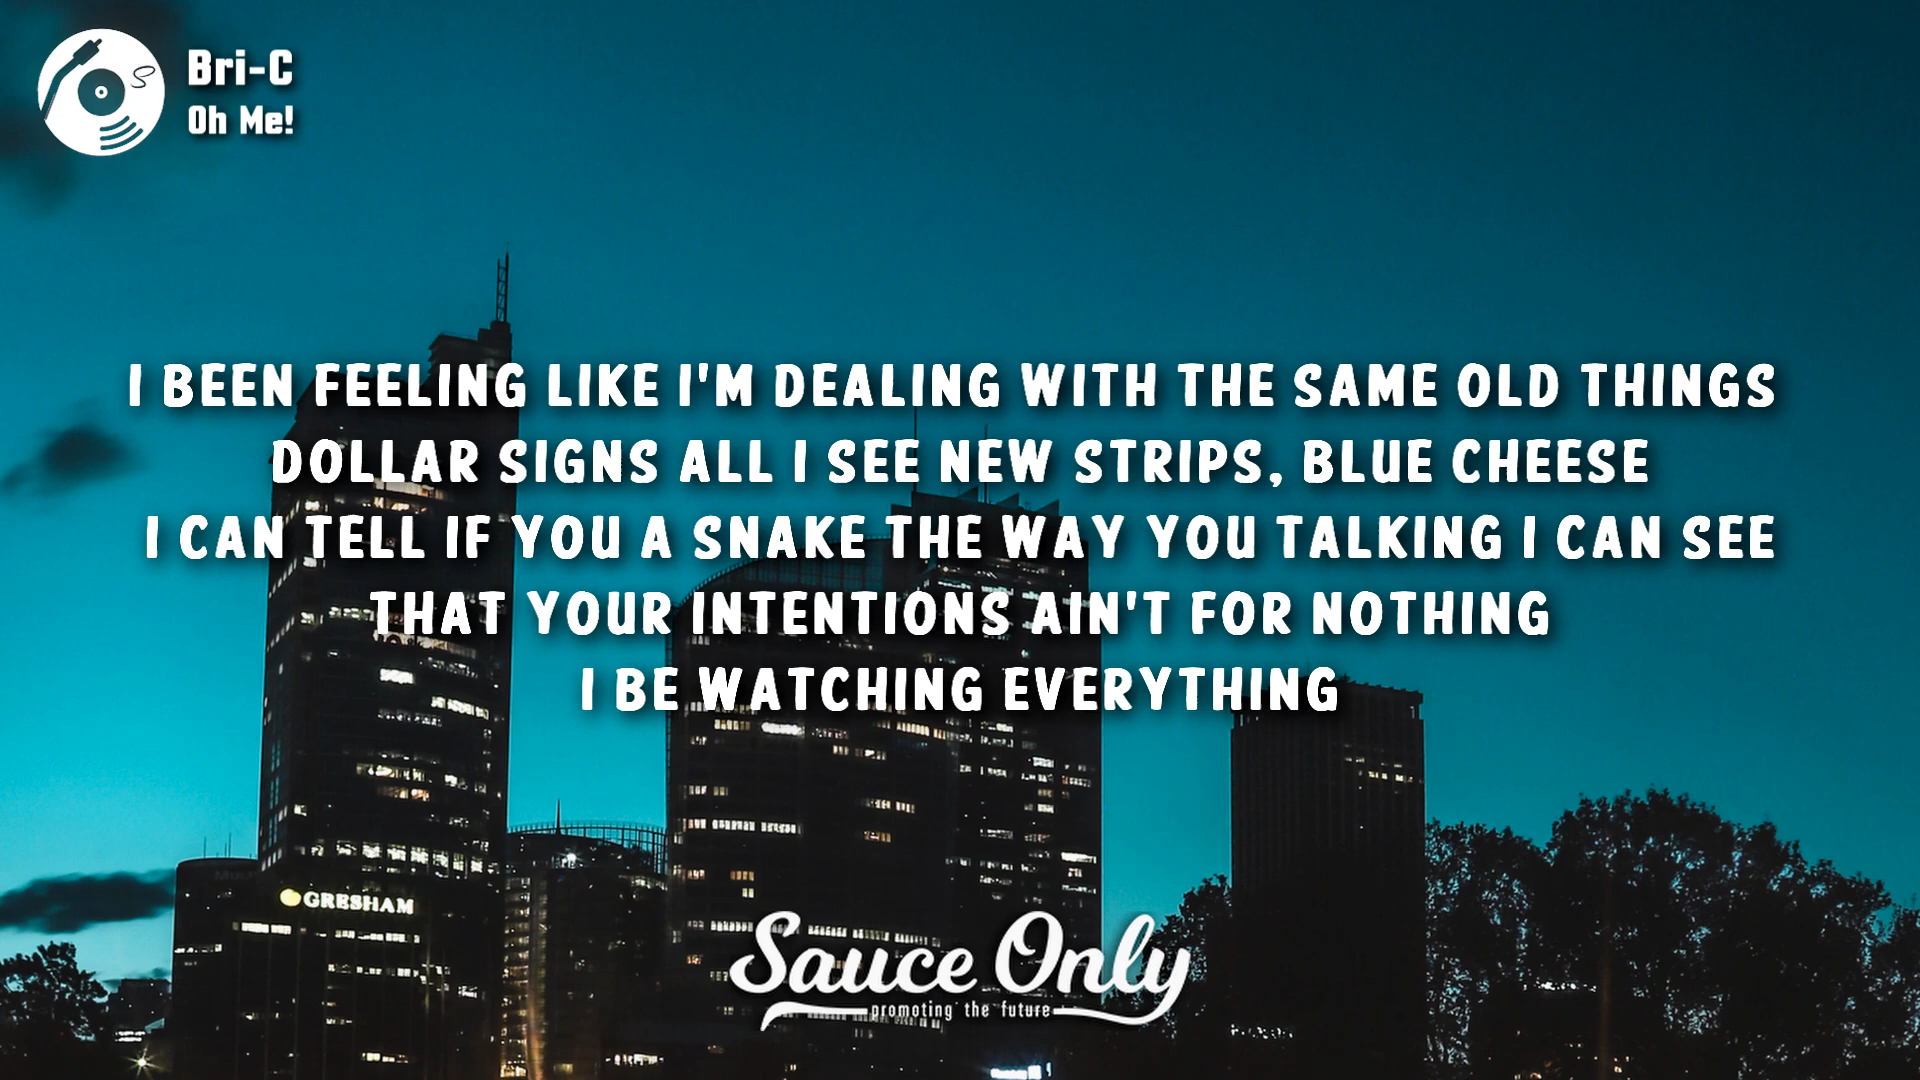 Bri-C
Oh Me!
I BEEN FEELING LIKE I'M DEALING WITH THE SAME OLD THINGS
DOLLAR SIGNS ALL I SEE NEW STRIPS, BLUE CHEESE
I CAN TELL IF YOU A SNAKE THE WAY YOU TALKING I CAN SEE
THAT YOUR INTENTIONS AIN'T FOR NOTHING
I BE WATCHING EVERYTHING
GRESHAM
Sauce Only
promoting the future